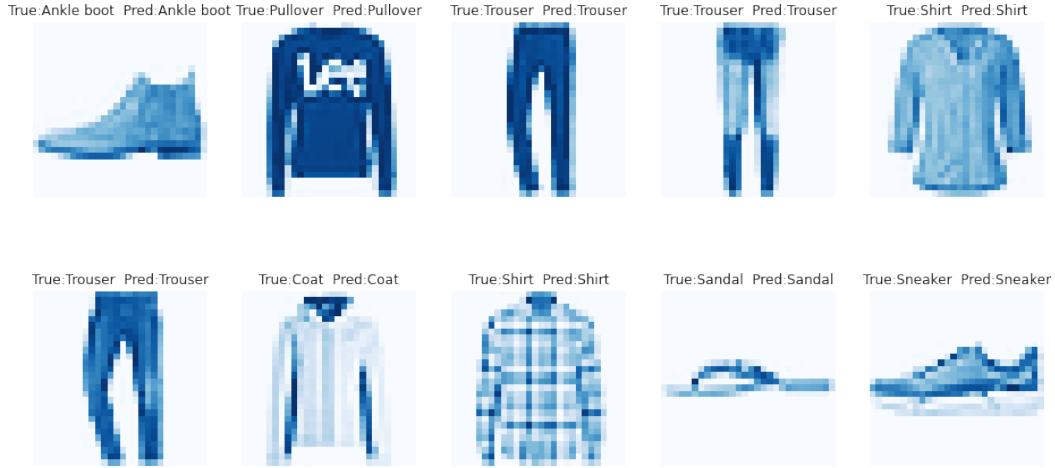 True:Ankle boot  Pred:Ankle boot True:Pullover  Pred:Pullover True:Trouser  Pred:Trouser True:Trouser  Pred:Trouser True:Shirt  Pred:Shirt
Lee
True:Trouser  Pred:Trouser True:Coat  Pred:Coat True:Shirt  Pred:Shirt True:Sandal  Pred:Sandal True:Sneaker  Pred:Sneaker